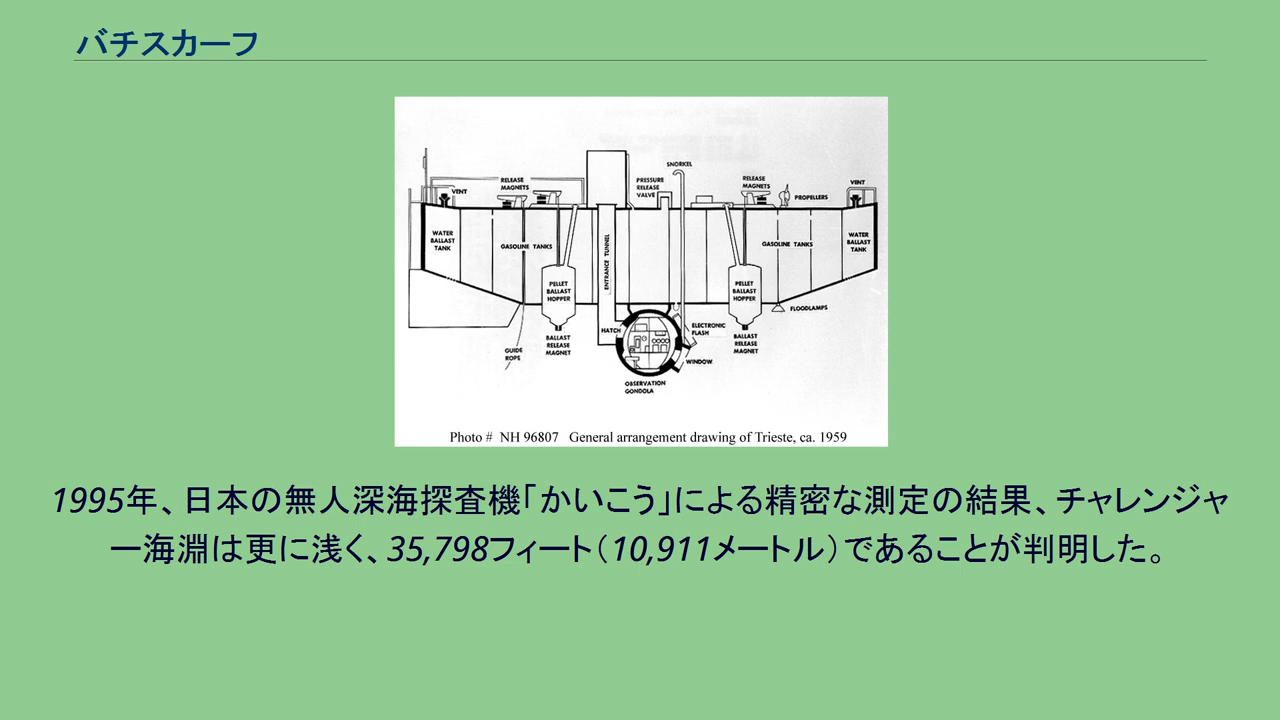 バチスカーフ
SNORKEL
RELEASE
MAGNETS
PRESSURE
RELEASE
VALVE
RELEASE
MAGNETS
VENT
VENT
PROPELLERS
WATER
BALLAST
TANK
GASOLINE TANKS
ENTRANCE TUNNEL
GASOLINE TANKS
WATER
BALLAST
TANK
PELLET
BALLAST
HOPPER
PELLET
BALLAST
HOPPER
FLOODLAMPS
HATCH
ELECTRONIC
FLASH
BALLAST
RELEASE
MAGNET
BALLAST
RELEASE
MAGNET
GUIDE
ROPE
WINDOW
OBSERVATION
GONDOLA
Photo # NH 96807 General arrangement drawing of Trieste, ca. 1959
1995年、日本の無人深海探査機「かいこう」による精密な測定の結果、チャレンジャ
ー海淵は更に浅く、35,798フィート（10,911メートル）であることが判明した。